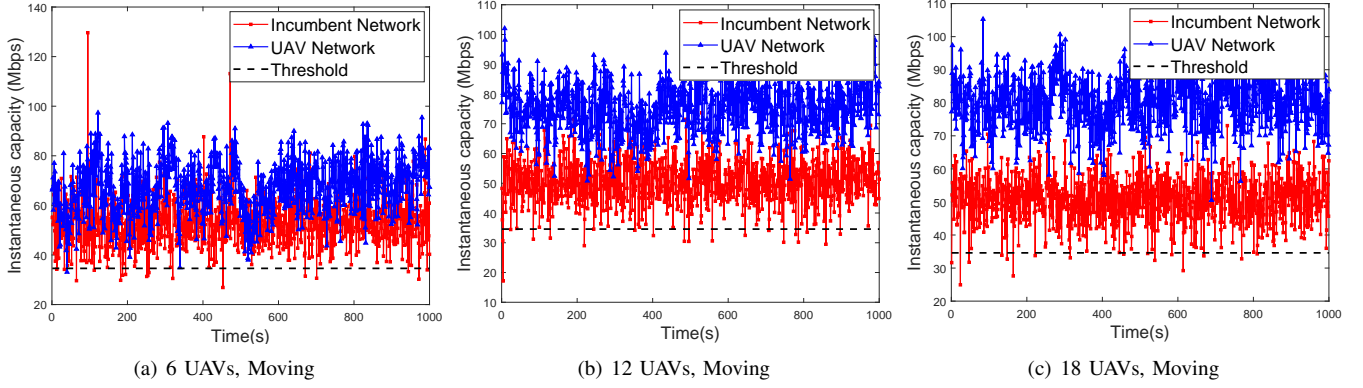 Instantaneous capacity (Mbps)
140
120
100
80
60
40
20
0
200
400
600
800
1000
Time(s)
Incumbent Network
UAV Network
Threshold
(a) 6 UAVs, Moving
Instantaneous capacity (Mbps)
110
100
90
80
70
60
50
40
30
20
10
0
200
400
600
800
1000
Time(s)
Incumbent Network
UAV Network
Threshold
(b) 12 UAVs, Moving
Instantaneous capacity (Mbps)
110
100
90
80
70
60
50
40
30
20
10
0
200
400
600
800
1000
Time(s)
Incumbent Network
UAV Network
Threshold
(c) 18 UAVs, Moving